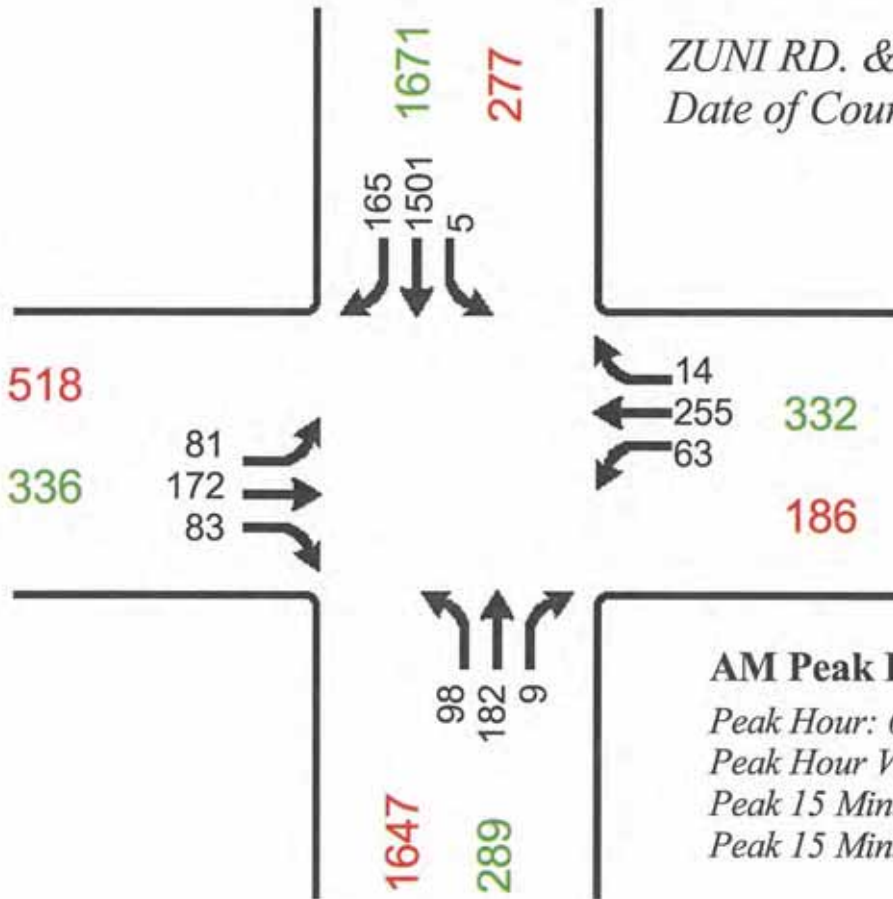 1671
277
ZUNI RD. &
Date of Coun
165
1501
5
518
336
81
172
83
14
255
63
332
186
98
182
9
1647
289
AM Peak
Peak Hour:
Peak Hour
Peak 15 Min
Peak 15 Min